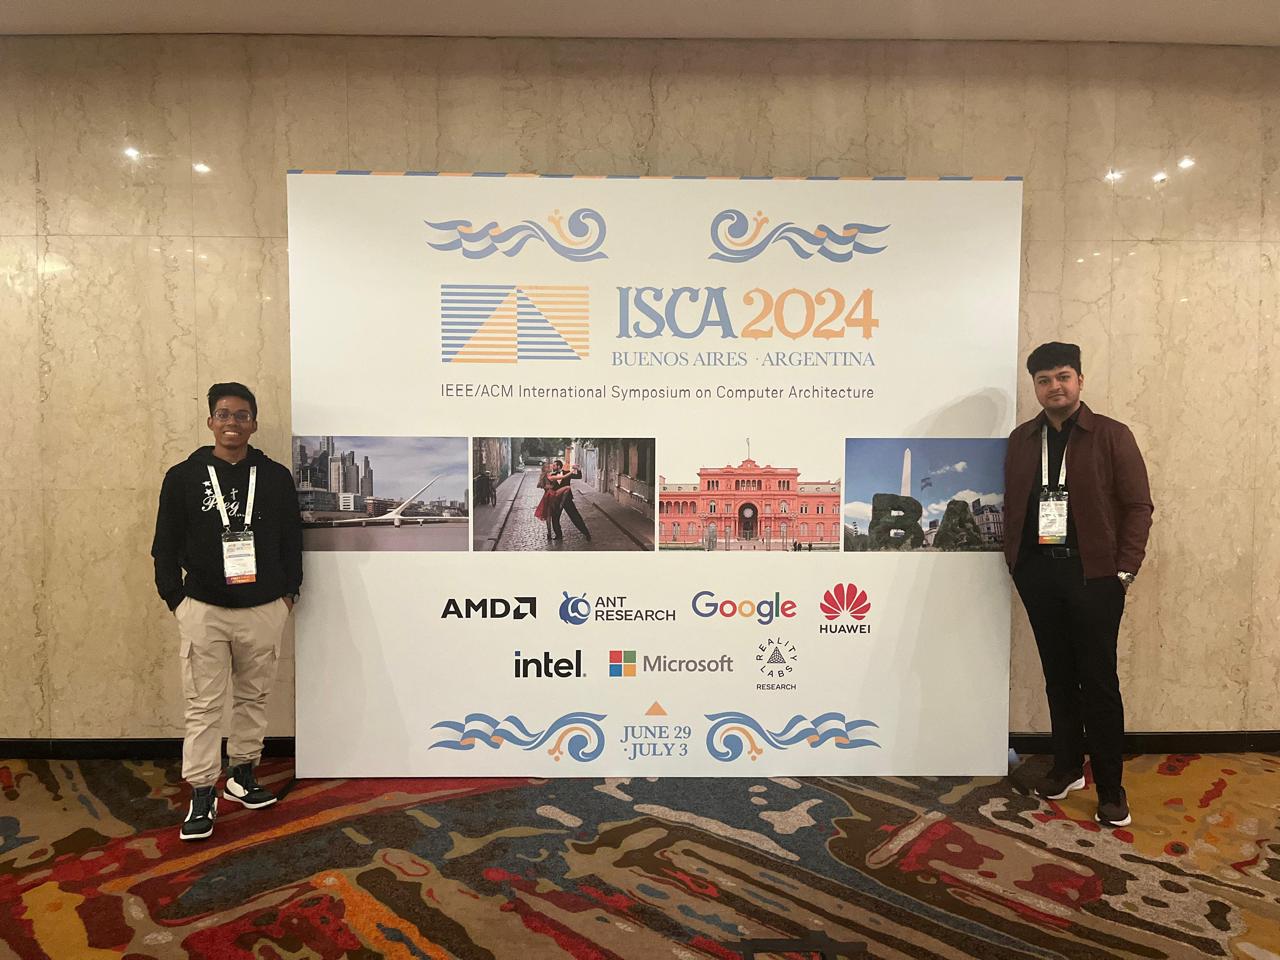 ISCA 2024
BUENOS AIRES · ARGENTINA
IEEE/ACM International Symposium on Computer Architecture
BA
AMD
ANT RESEARCH
Google
HUAWEI
intel.
Microsoft
REALITY LABS
RESEARCH
JUNE 29
· JULY 3